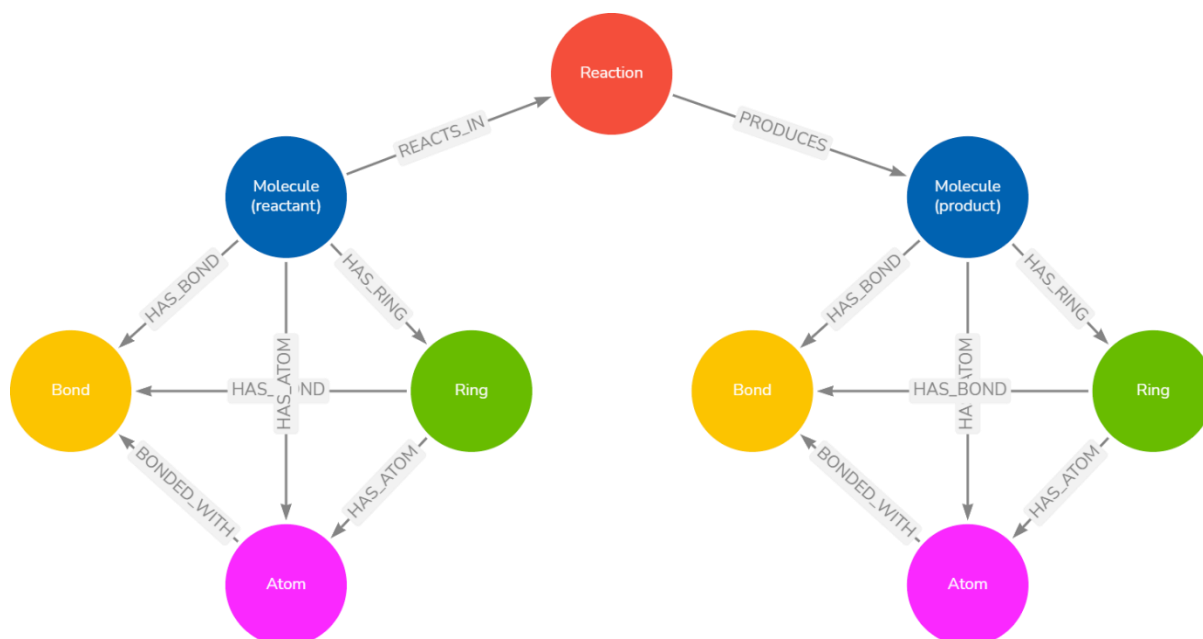 Reaction
REACTS_IN
PRODUCES
Molecule
(reactant)
Molecule
(product)
HAS_BOND
HAS_RING
HAS_BOND
HAS_RING
HAS_ATOM
Bond
HAS_BOND
Ring
Bond
HAS_BOND
Ring
BONDED_WITH
HAS_ATOM
BONDED_WITH
HAS_ATOM
Atom
Atom